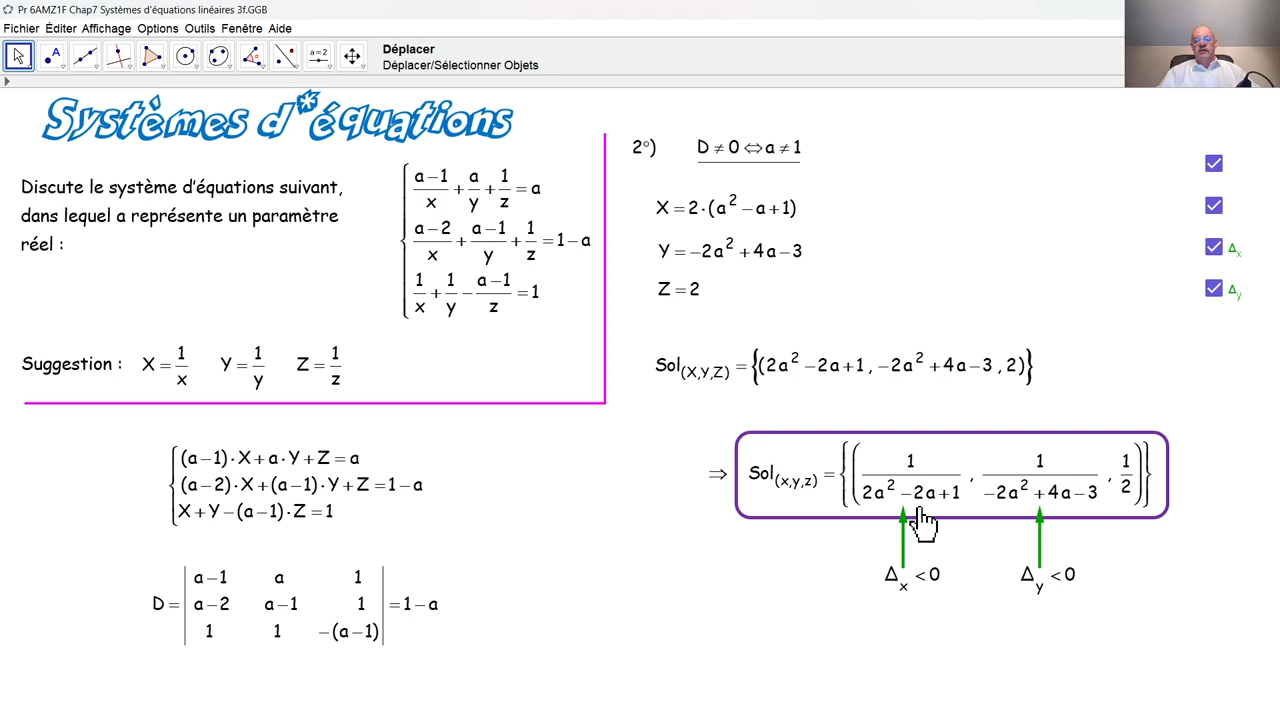 Pr 6AMZ1F Chap7 Systèmes d'équations linéaires 3f.GGB
Fichier Éditer Affichage Options Outils Fenêtre Aide
A a=2 Déplacer
Déplacer/Sélectionner Objets
Systèmes d'équations
Discute le système d'équations suivant,
dans lequel a représente un paramètre
réel :
(a-1)/x + a/y + 1/z = a
(a-2)/x + (a-1)/y + 1/z = 1-a
1/x + 1/y - (a-1)/z = 1
Suggestion : X = 1/x Y = 1/y Z = 1/z
(a-1)·X+a·Y+Z=a
(a-2)·X+(a-1)·Y+Z=1-a
X+Y-(a-1)·Z=1
D = | a-1 a 1 |
| a-2 a-1 1 | = 1-a
| 1 1 -(a-1) |
2°) D ≠ 0 ⇔ a ≠ 1
X = 2·(a² - a + 1)
Y = -2a² + 4a - 3
Δx
Z = 2
Δy
Sol(X,Y,Z) = {(2a² - 2a + 1, -2a² + 4a - 3, 2)}
⇒ Sol(x,y,z) = {(1/(2a² - 2a + 1), 1/(-2a² + 4a - 3), 1/2)}
Δx < 0 Δy < 0